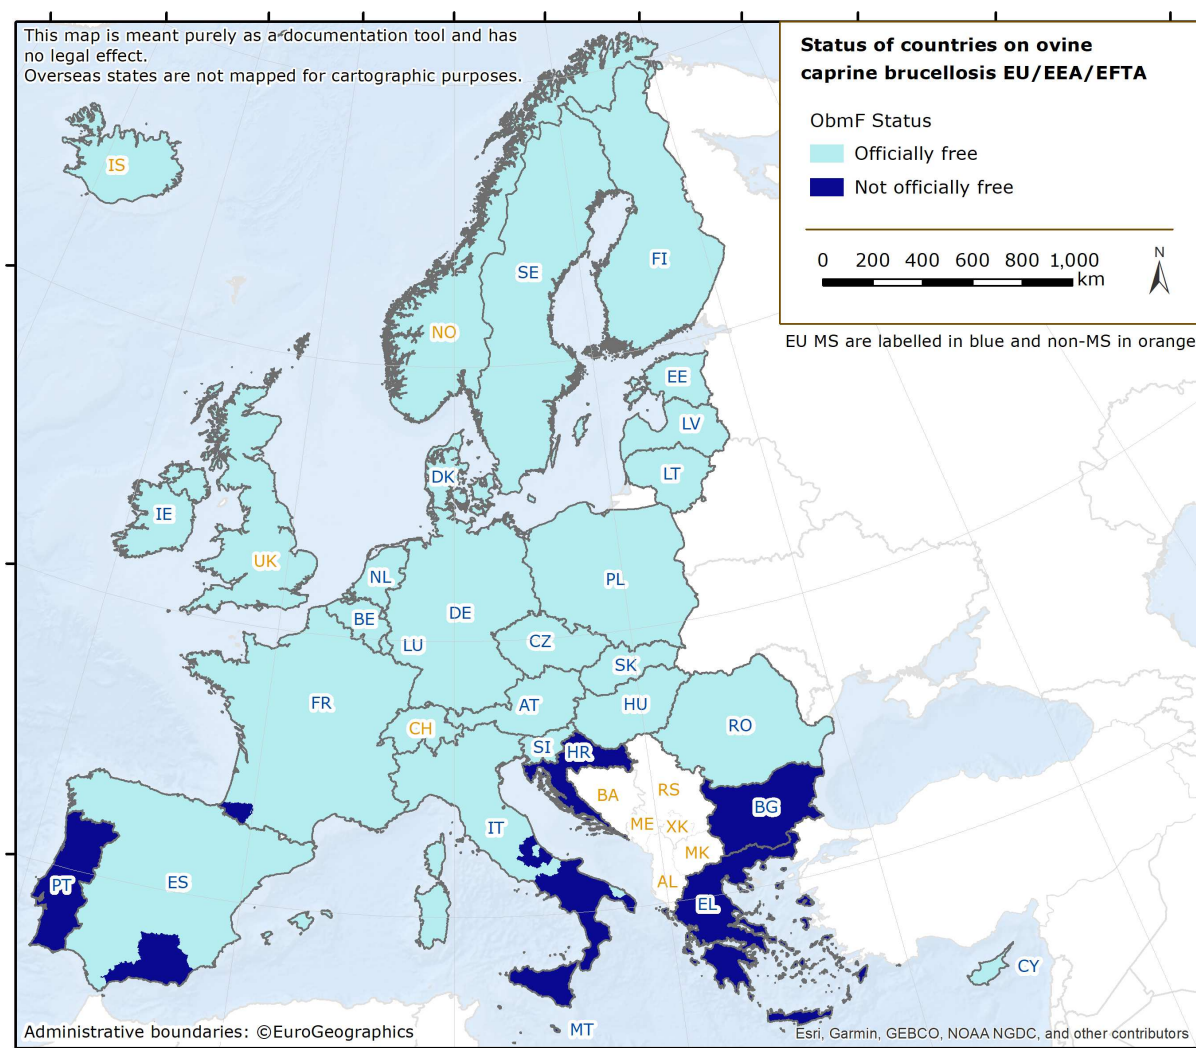 This map is meant purely as a documentation tool and has
no legal effect.
Overseas states are not mapped for cartographic purposes.
Status of countries on ovine
caprine brucellosis EU/EEA/EFTA
ObmF Status
Officially free
Not officially free
0 200 400 600 800 1,000
km
N
EU MS are labelled in blue and non-MS in orange
IS
SE
FI
NO
EE
LV
LT
DK
IE
UK
NL
PL
BE
DE
LU
CZ
SK
FR
AT
HU
CH
RO
SI
HR
BA
RS
BG
IT
ME
XK
MK
ES
PT
AL
EL
CY
MT
Administrative boundaries: ©EuroGeographics
Esri, Garmin, GEBCO, NOAA NGDC, and other contributors